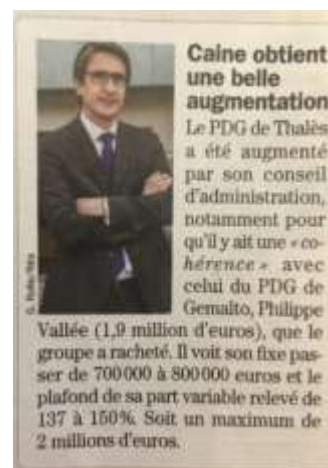 Caine obtient
une belle
augmentation
Le PDG de Thalès
a été augmenté
par son conseil
d'administration,
notamment pour
qu'il y ait une « co-
hérence » avec
celui du PDG de
Gemalto, Philippe
Vallée (1,9 million d'euros), que le
groupe a racheté. Il voit son fixe pas-
ser de 700 000 à 800 000 euros et le
plafond de sa part variable relevé de
137 à 150%. Soit un maximum de
2 millions d'euros.